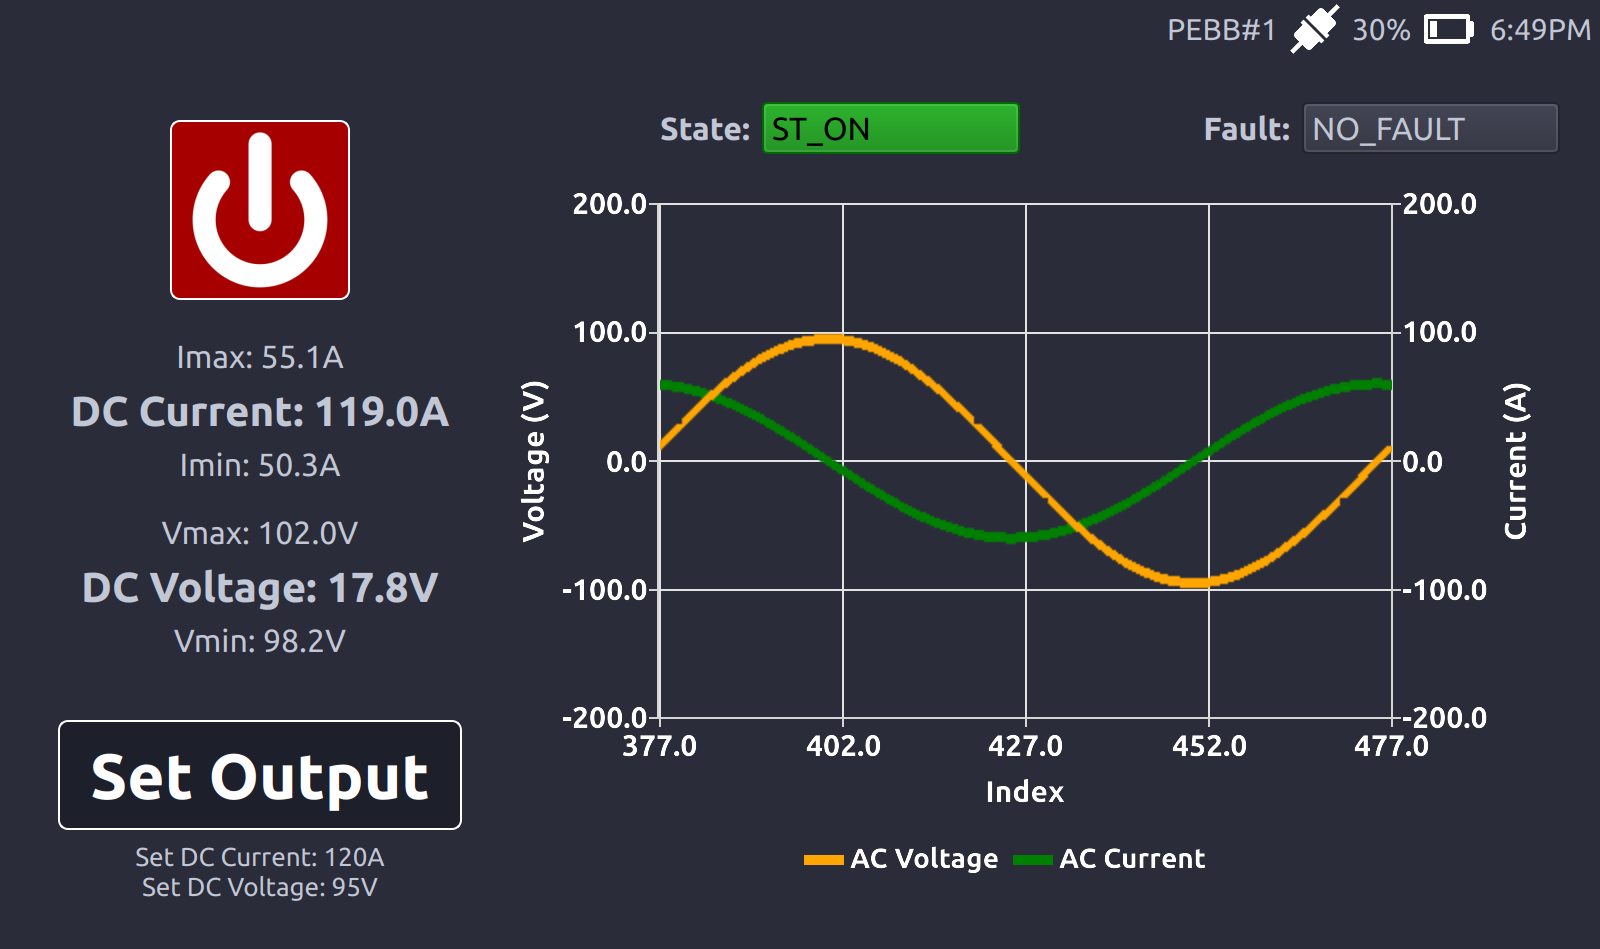 PEBB#1 30% 6:49PM
State: ST_ON Fault: NO_FAULT
Imax: 55.1A
DC Current: 119.0A
Imin: 50.3A
Vmax: 102.0V
DC Voltage: 17.8V
Vmin: 98.2V
Set Output
Set DC Current: 120A
Set DC Voltage: 95V
Voltage (V)
200.0
100.0
0.0
-100.0
-200.0
200.0
100.0
0.0
-100.0
-200.0
Current (A)
377.0 402.0 427.0 452.0 477.0
Index
AC Voltage AC Current